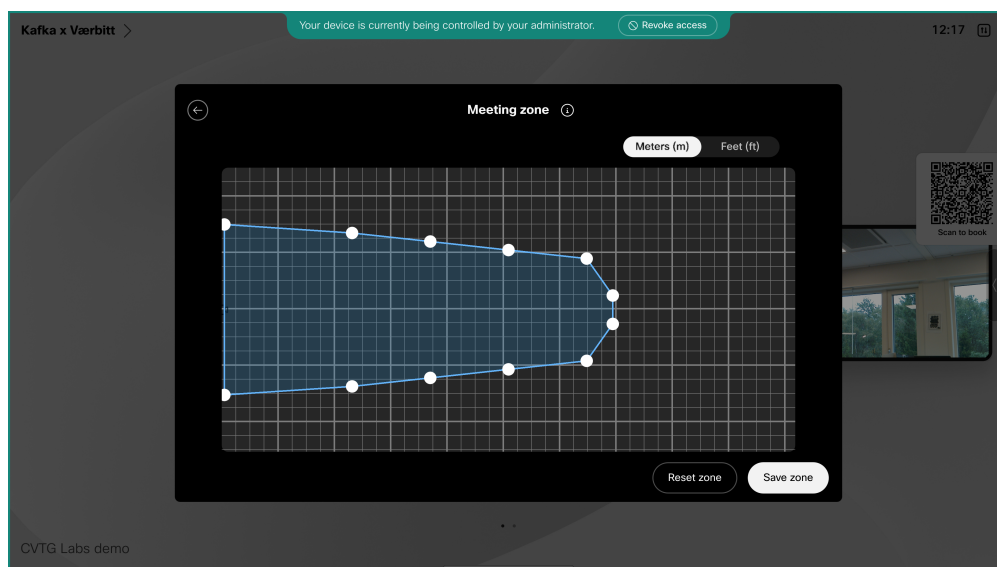 Kafka x Værbitt
Your device is currently being controlled by your administrator.
Revoke access
12:17
Meeting zone
Meters (m)
Feet (ft)
Scan to book
Reset zone
Save zone
CVTG Labs demo